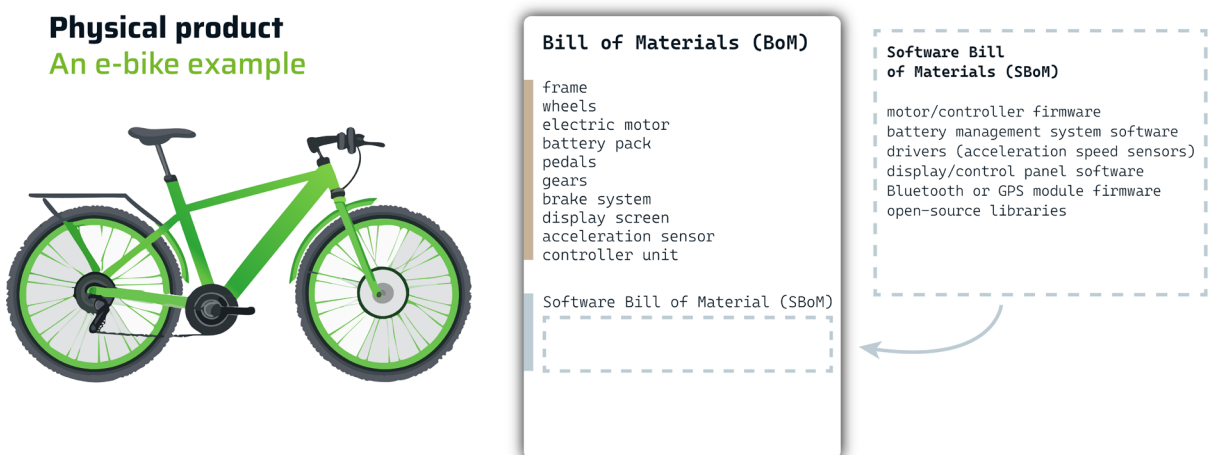 Physical product
An e-bike example
Bill of Materials (BoM)
frame
wheels
electric motor
battery pack
pedals
gears
brake system
display screen
acceleration sensor
controller unit
Software Bill of Material (SBoM)
Software Bill
of Materials (SBoM)
motor/controller firmware
battery management system software
drivers (acceleration speed sensors)
display/control panel software
Bluetooth or GPS module firmware
open-source libraries